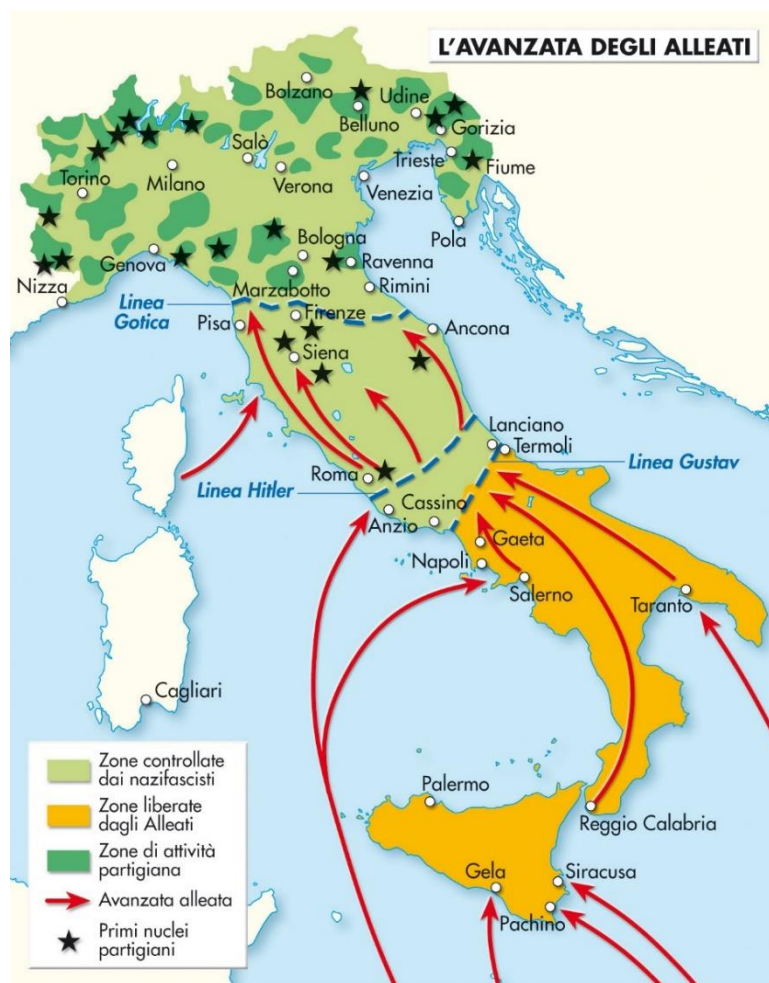 L'AVANZATA DEGLI ALLEATI
Bolzano
Belluno
Udine
Gorizia
Salò
Trieste
Fiume
Torino
Milano
Verona
Venezia
Pola
Bologna
Genova
Ravenna
Nizza
Marzabotto
Rimini
Linea
Gotica
Firenze
Pisa
Ancona
Siena
Lanciano
Termoli
Roma
Linea Hitler
Linea Gustav
Cassino
Anzio
Gaeta
Napoli
Salerno
Taranto
Cagliari
Palermo
Reggio Calabria
Gela
Siracusa
Pachino
Zone controllate
dai nazifascisti
Zone liberate
dagli Alleati
Zone di attività
partigiana
Avanzata alleata
Primi nuclei
partigiani